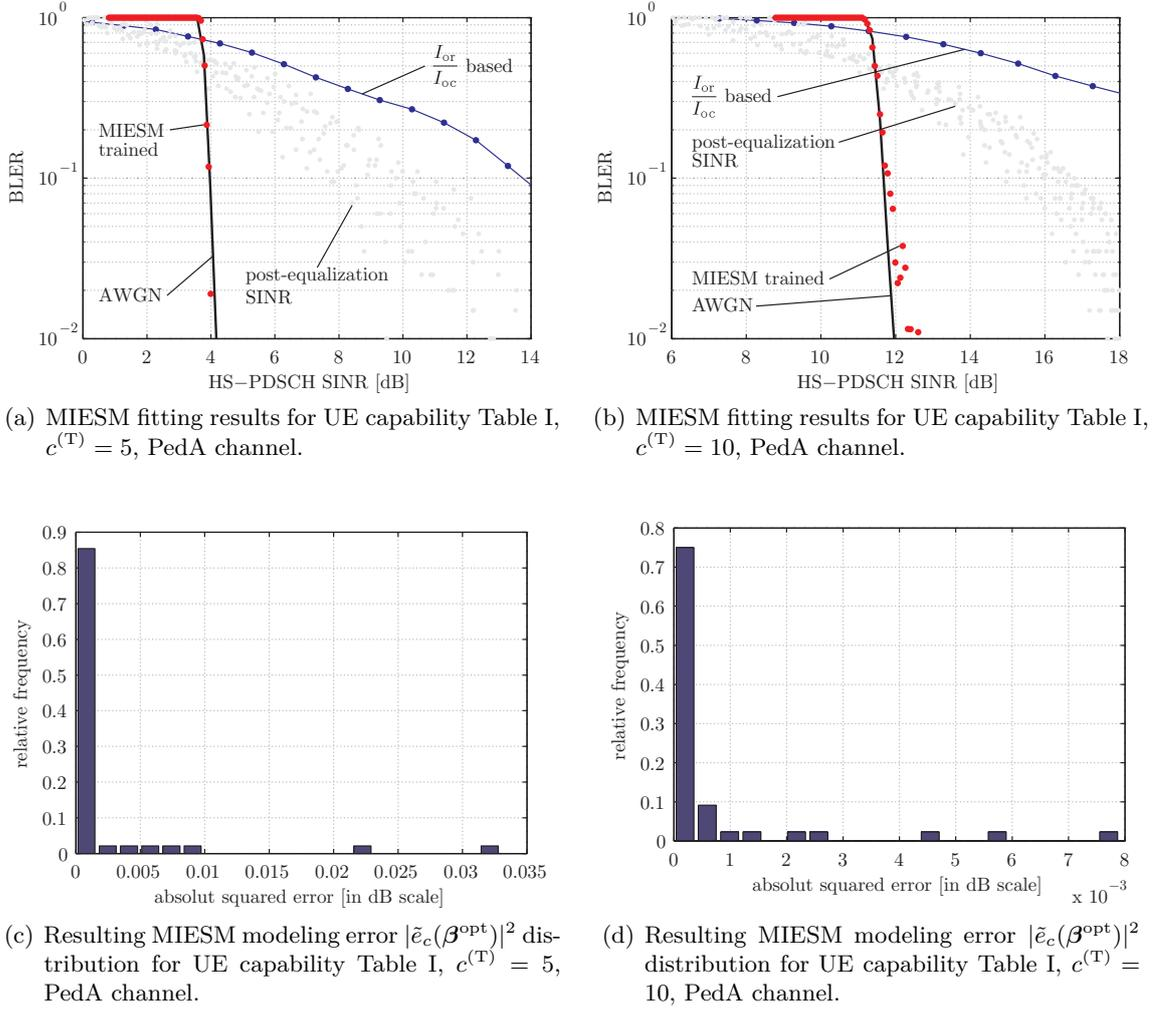 10^0
10^−1
10^−2
BLER
I_or
I_oc
based
MIESM
trained
AWGN
post-equalization
SINR
0 2 4 6 8 10 12 14
HS−PDSCH SINR [dB]
(a) MIESM fitting results for UE capability Table I,
c^(T) = 5, PedA channel.
10^0
10^−1
10^−2
BLER
I_or
I_oc
based
post-equalization
SINR
MIESM trained
AWGN
6 8 10 12 14 16 18
HS−PDSCH SINR [dB]
(b) MIESM fitting results for UE capability Table I,
c^(T) = 10, PedA channel.
0.9
0.8
0.7
0.6
0.5
0.4
0.3
0.2
0.1
0
relative frequency
0 0.005 0.01 0.015 0.02 0.025 0.03 0.035
absolut squared error [in dB scale]
(c) Resulting MIESM modeling error |ẽ_c(β^opt)|^2 dis-
tribution for UE capability Table I, c^(T) = 5,
PedA channel.
0.8
0.7
0.6
0.5
0.4
0.3
0.2
0.1
0
relative frequency
0 1 2 3 4 5 6 7 8
absolut squared error [in dB scale]
x 10^−3
(d) Resulting MIESM modeling error |ẽ_c(β^opt)|^2
distribution for UE capability Table I, c^(T) =
10, PedA channel.